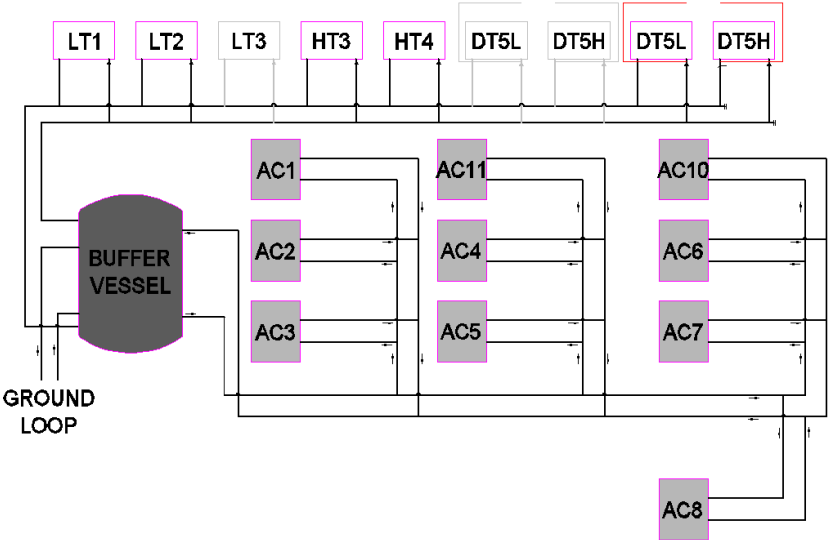 LT1
LT2
LT3
HT3
HT4
DT5L
DT5H
DT5L
DT5H
AC1
AC11
AC10
AC2
AC4
AC6
BUFFER
VESSEL
AC3
AC5
AC7
GROUND
LOOP
AC8